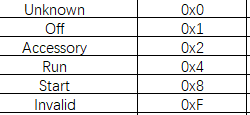 Unknown 0x0
Off 0x1
Accessory 0x2
Run 0x4
Start 0x8
Invalid 0xF